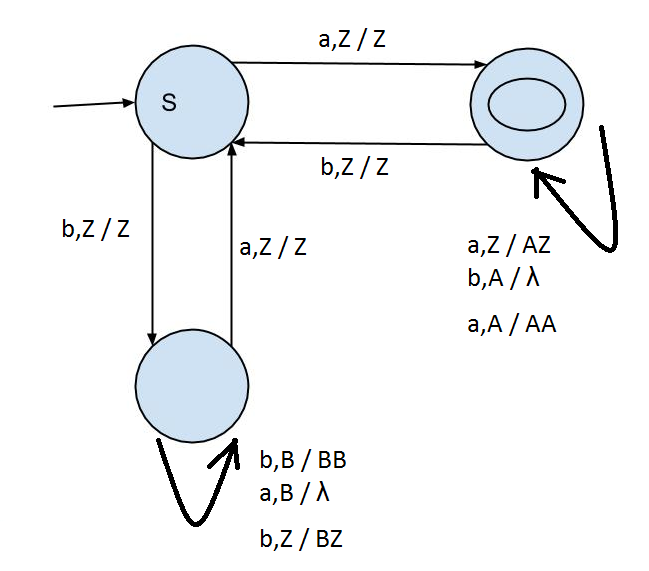 a,Z / Z
S
b,Z / Z
b,Z / Z
a,Z / Z
a,Z / AZ
b,A / λ
a,A / AA
b,B / BB
a,B / λ
b,Z / BZ